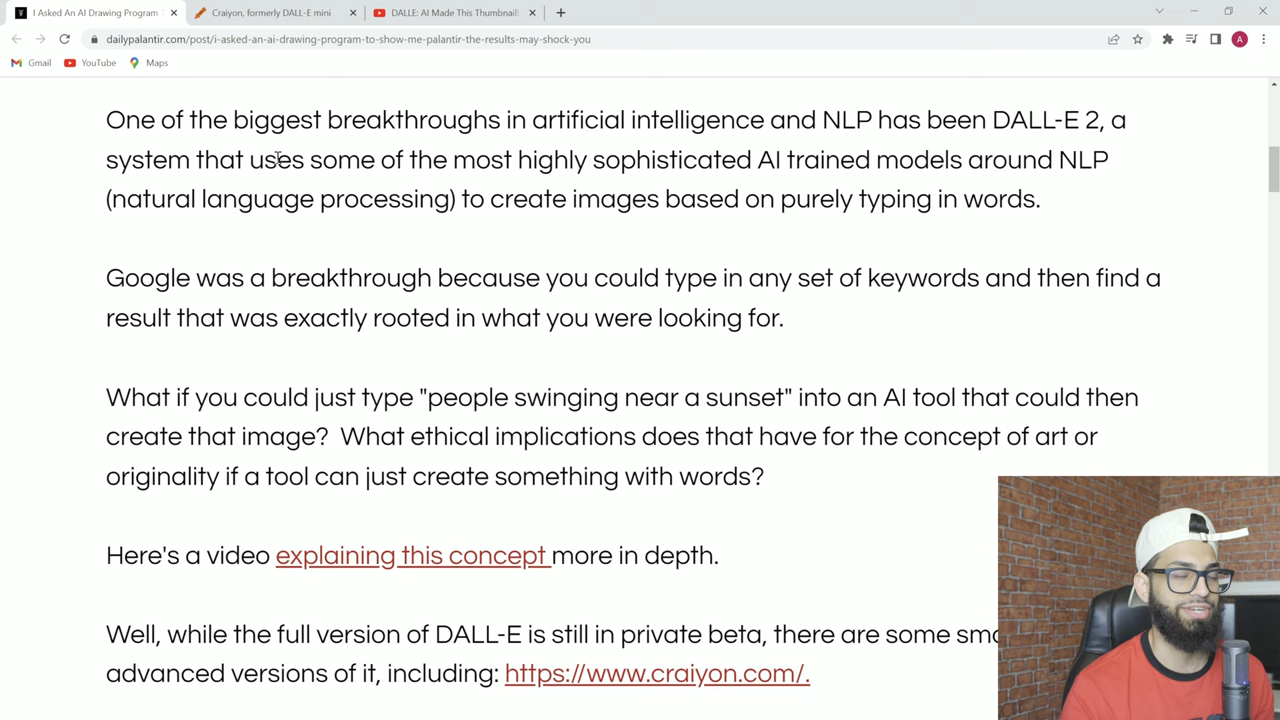 I Asked An AI Drawing Program
Craiyon, formerly DALL-E mini
DALLE: AI Made This Thumbnail!
dailypalantir.com/post/i-asked-an-ai-drawing-program-to-show-me-palantir-the-results-may-shock-you
A
Gmail
YouTube
Maps
One of the biggest breakthroughs in artificial intelligence and NLP has been DALL-E 2, a
system that uses some of the most highly sophisticated AI trained models around NLP
(natural language processing) to create images based on purely typing in words.
Google was a breakthrough because you could type in any set of keywords and then find a
result that was exactly rooted in what you were looking for.
What if you could just type "people swinging near a sunset" into an AI tool that could then
create that image?  What ethical implications does that have for the concept of art or
originality if a tool can just create something with words?
Here's a video explaining this concept more in depth.
Well, while the full version of DALL-E is still in private beta, there are some
advanced versions of it, including: https://www.craiyon.com/.